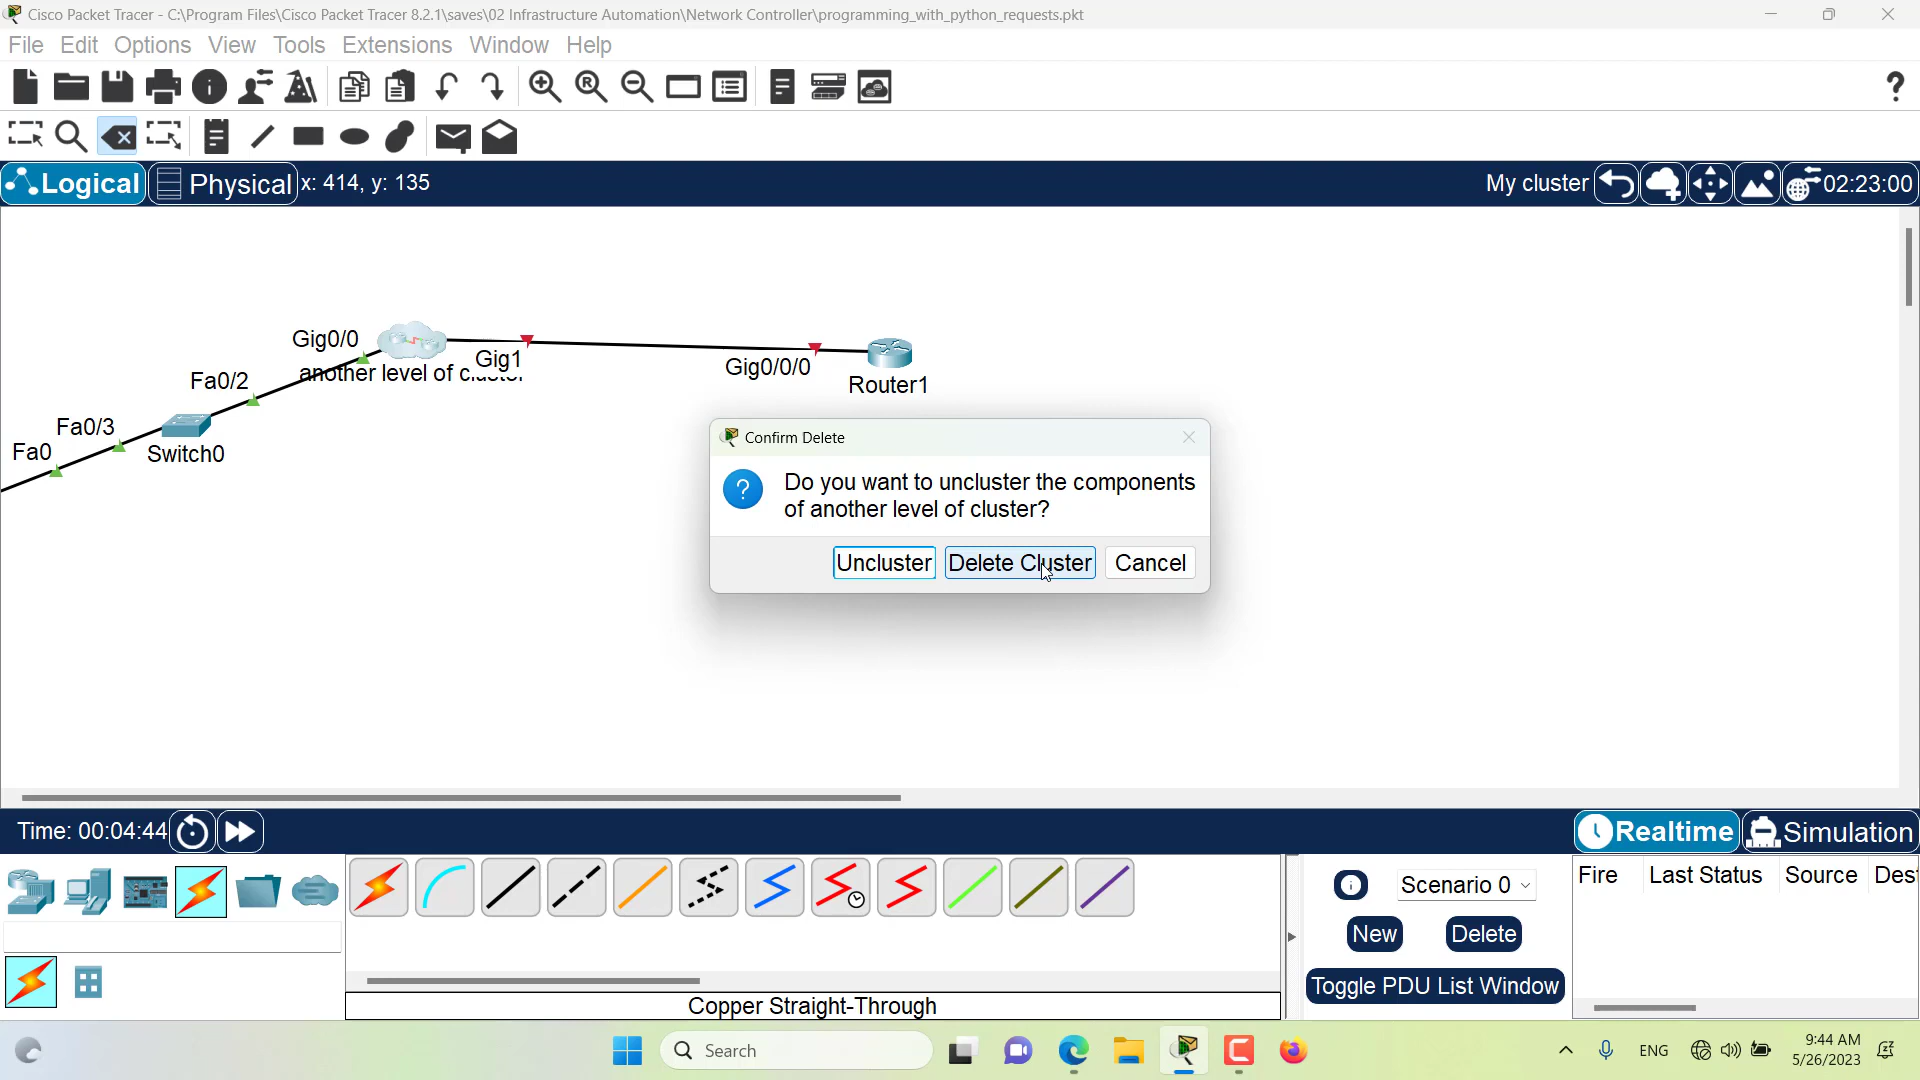 Cisco Packet Tracer - C:\Program Files\Cisco Packet Tracer 8.2.1\saves\02 Infrastructure Automation\Network Controller\programming_with_python_requests.pkt
File Edit Options View Tools Extensions Window Help
Logical Physical x: 414, y: 135 My cluster 02:23:00
Gig0/0
another level of cluster
Gig1
Gig0/0/0
Router1
Fa0/2
Fa0/3
Fa0
Switch0
Confirm Delete
Do you want to uncluster the components
of another level of cluster?
Uncluster Delete Cluster Cancel
Time: 00:04:44 Realtime Simulation
Scenario 0
New Delete
Toggle PDU List Window
Fire Last Status Source Dest
Copper Straight-Through
Search
ENG
9:44 AM
5/26/2023